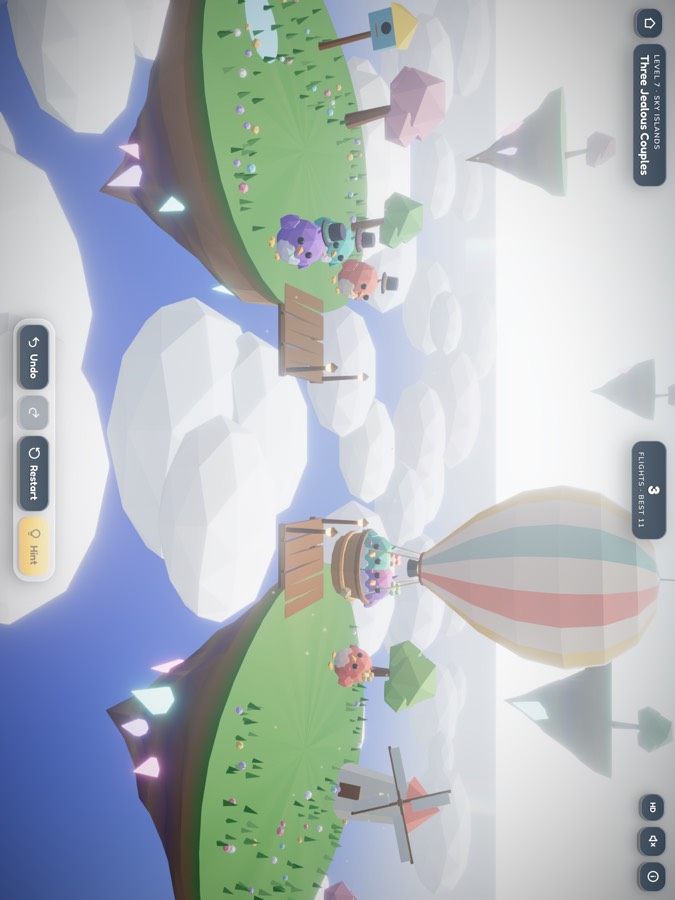 LEVEL 7 · SKY ISLANDS
Three Jealous Couples
3
FLIGHTS · BEST 11
HD
Undo
Restart
Hint